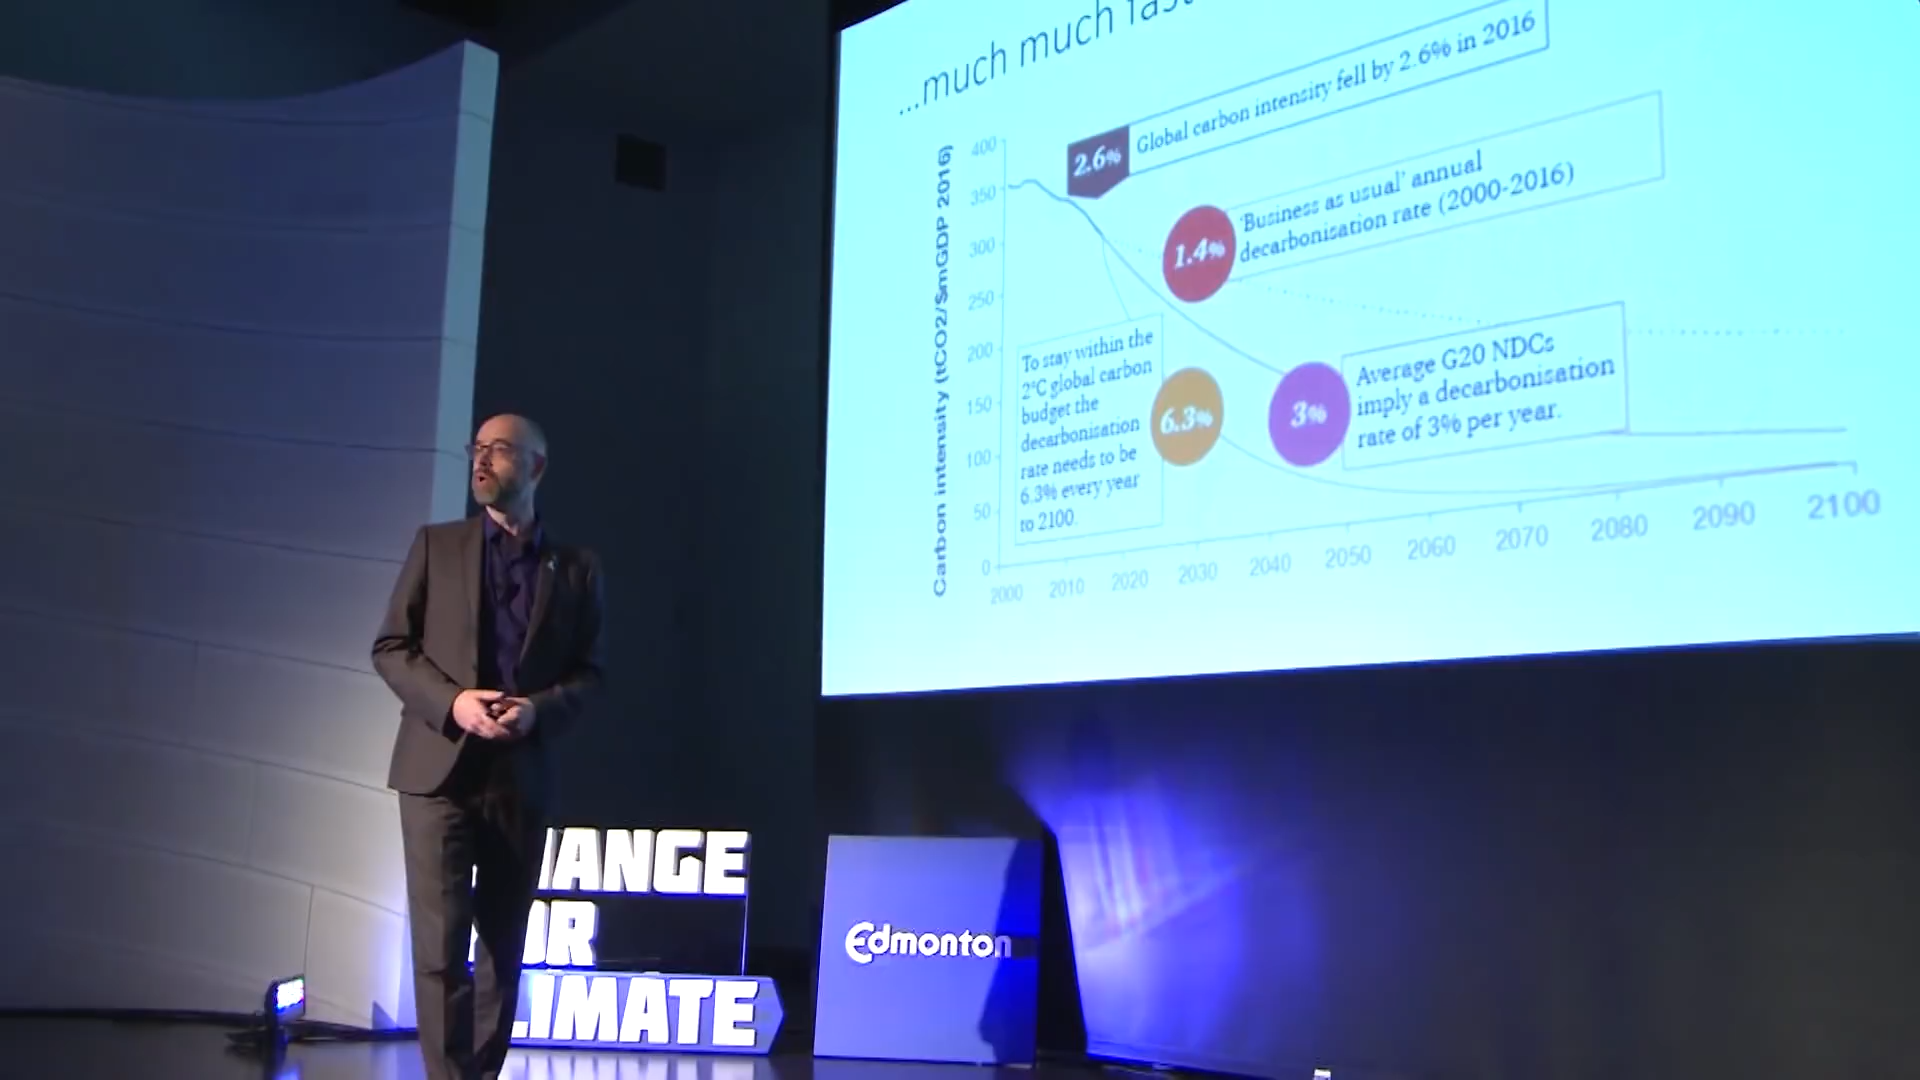 ...much much fast
2.6%
Global carbon intensity fell by 2.6% in 2016
1.4%
'Business as usual' annual
decarbonisation rate (2000-2016)
Carbon intensity (tCO2/$mGDP 2016)
400
350
300
250
200
150
100
50
0
To stay within the
2°C global carbon
budget the
decarbonisation
rate needs to be
6.3% every year
to 2100.
6.3%
3%
Average G20 NDCs
imply a decarbonisation
rate of 3% per year.
2000 2010 2020 2030 2040 2050 2060 2070 2080 2090 2100
HANGE
OR
LIMATE
Edmonton